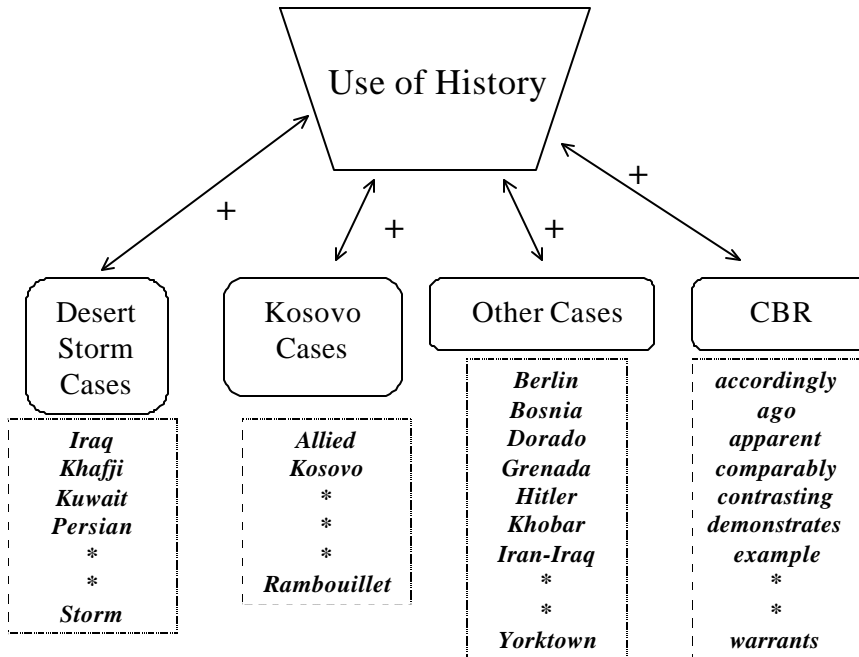 Use of History
+
+
+
+
Desert
Storm
Cases
Iraq
Khafji
Kuwait
Persian
*
*
Storm
Kosovo
Cases
Allied
Kosovo
*
*
*
Rambouillet
Other Cases
Berlin
Bosnia
Dorado
Grenada
Hitler
Khobar
Iran-Iraq
*
*
Yorktown
CBR
accordingly
ago
apparent
comparably
contrasting
demonstrates
example
*
*
warrants